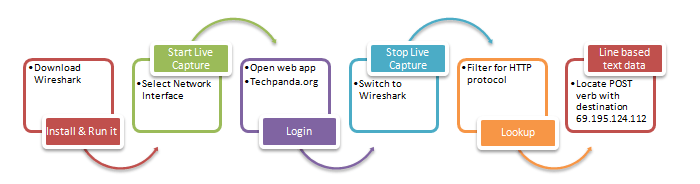 •Download
Wireshark
Install & Run it
Start Live
Capture
•Select Network
Interface
•Open web app
•Techpanda.org
Login
Stop Live
Capture
•Switch to
Wireshark
•Filter for HTTP
protocol
Lookup
Line based
text data
•Locate POST
verb with
destination
69.195.124.112